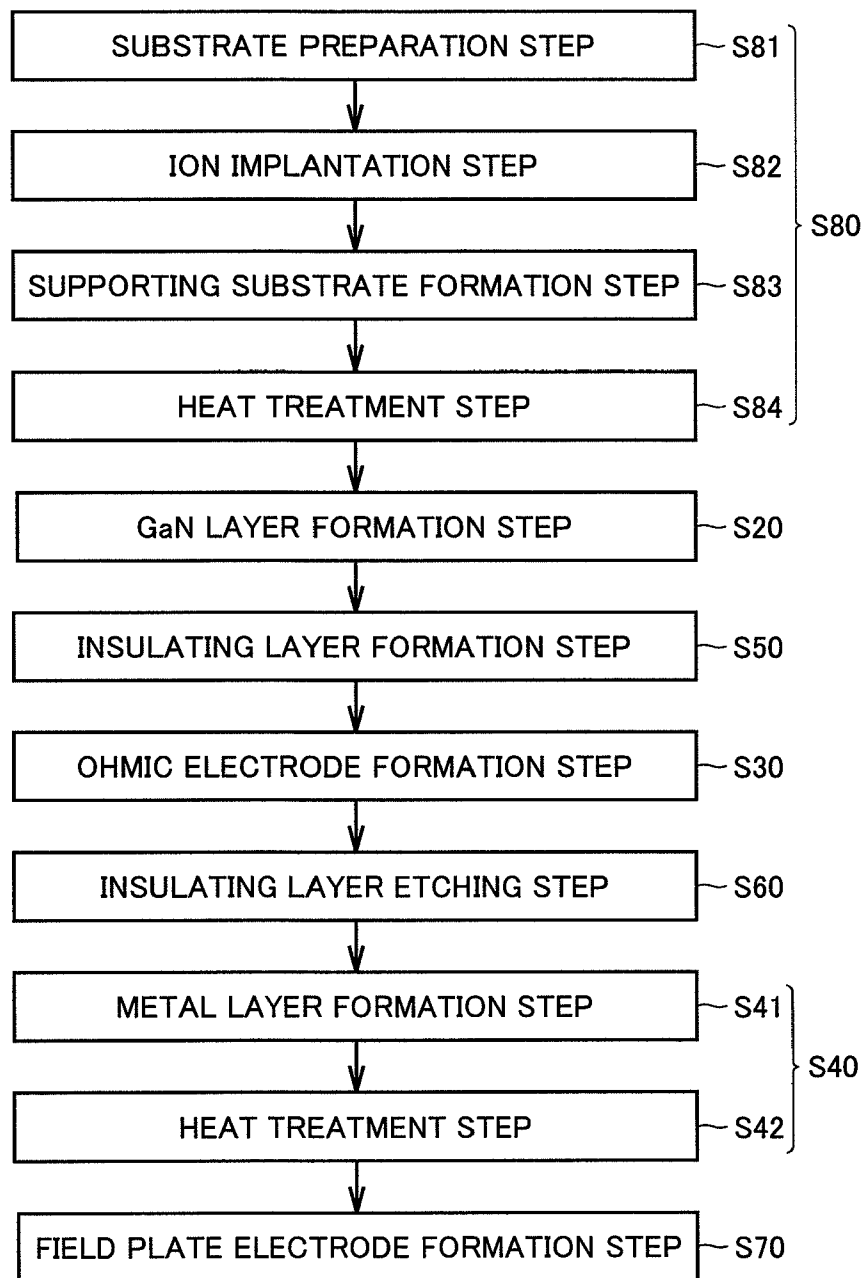 SUBSTRATE PREPARATION STEP S81
ION IMPLANTATION STEP S82
S80
SUPPORTING SUBSTRATE FORMATION STEP S83
HEAT TREATMENT STEP S84
GaN LAYER FORMATION STEP S20
INSULATING LAYER FORMATION STEP S50
OHMIC ELECTRODE FORMATION STEP S30
INSULATING LAYER ETCHING STEP S60
METAL LAYER FORMATION STEP S41
S40
HEAT TREATMENT STEP S42
FIELD PLATE ELECTRODE FORMATION STEP S70